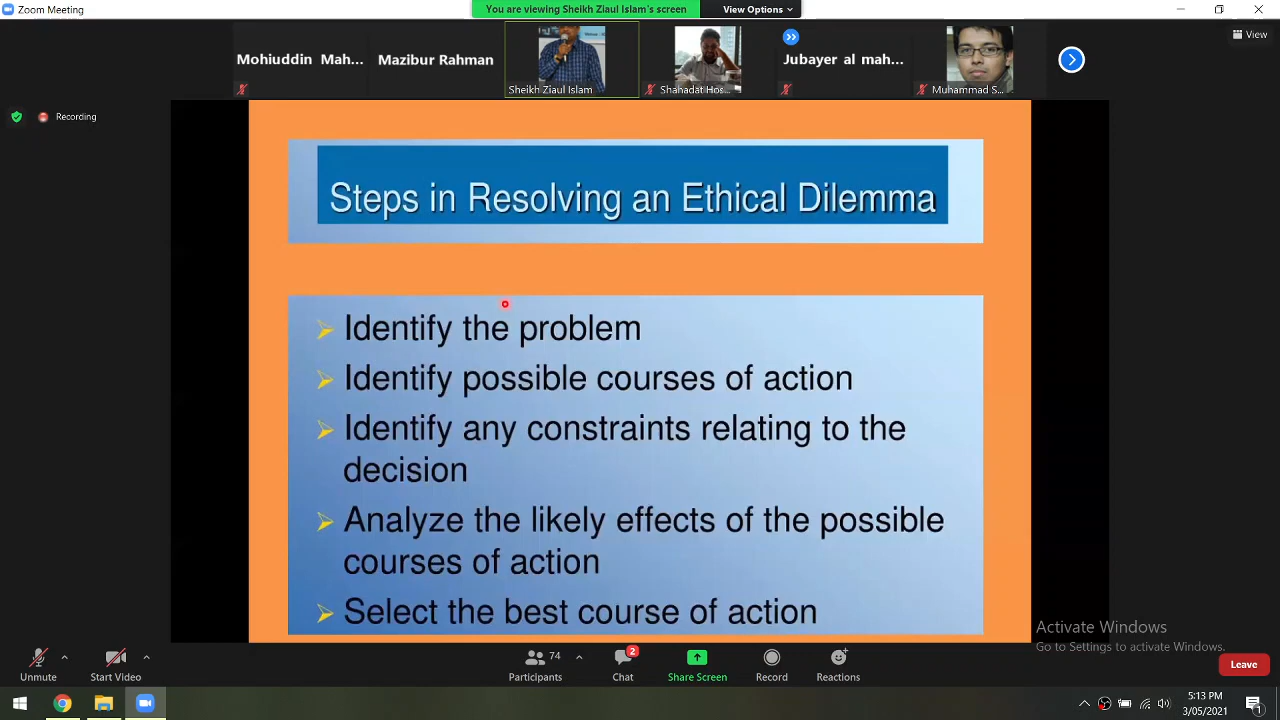 Zoom Meeting
You are viewing Sheikh Ziaul Islam's screen
View Options
Mohiuddin Mah...
Mazibur Rahman
Sheikh Ziaul Islam
Shahadat Hos...
Jubayer al mah...
Muhammad S...
View
Recording
Steps in Resolving an Ethical Dilemma
Identify the problem
Identify possible courses of action
Identify any constraints relating to the
decision
Analyze the likely effects of the possible
courses of action
Select the best course of action
Activate Windows
Go to Settings to activate Windows.
Unmute
Start Video
74
Participants
2
Chat
Share Screen
Record
Reactions
Leave
5:13 PM
3/05/2021
1